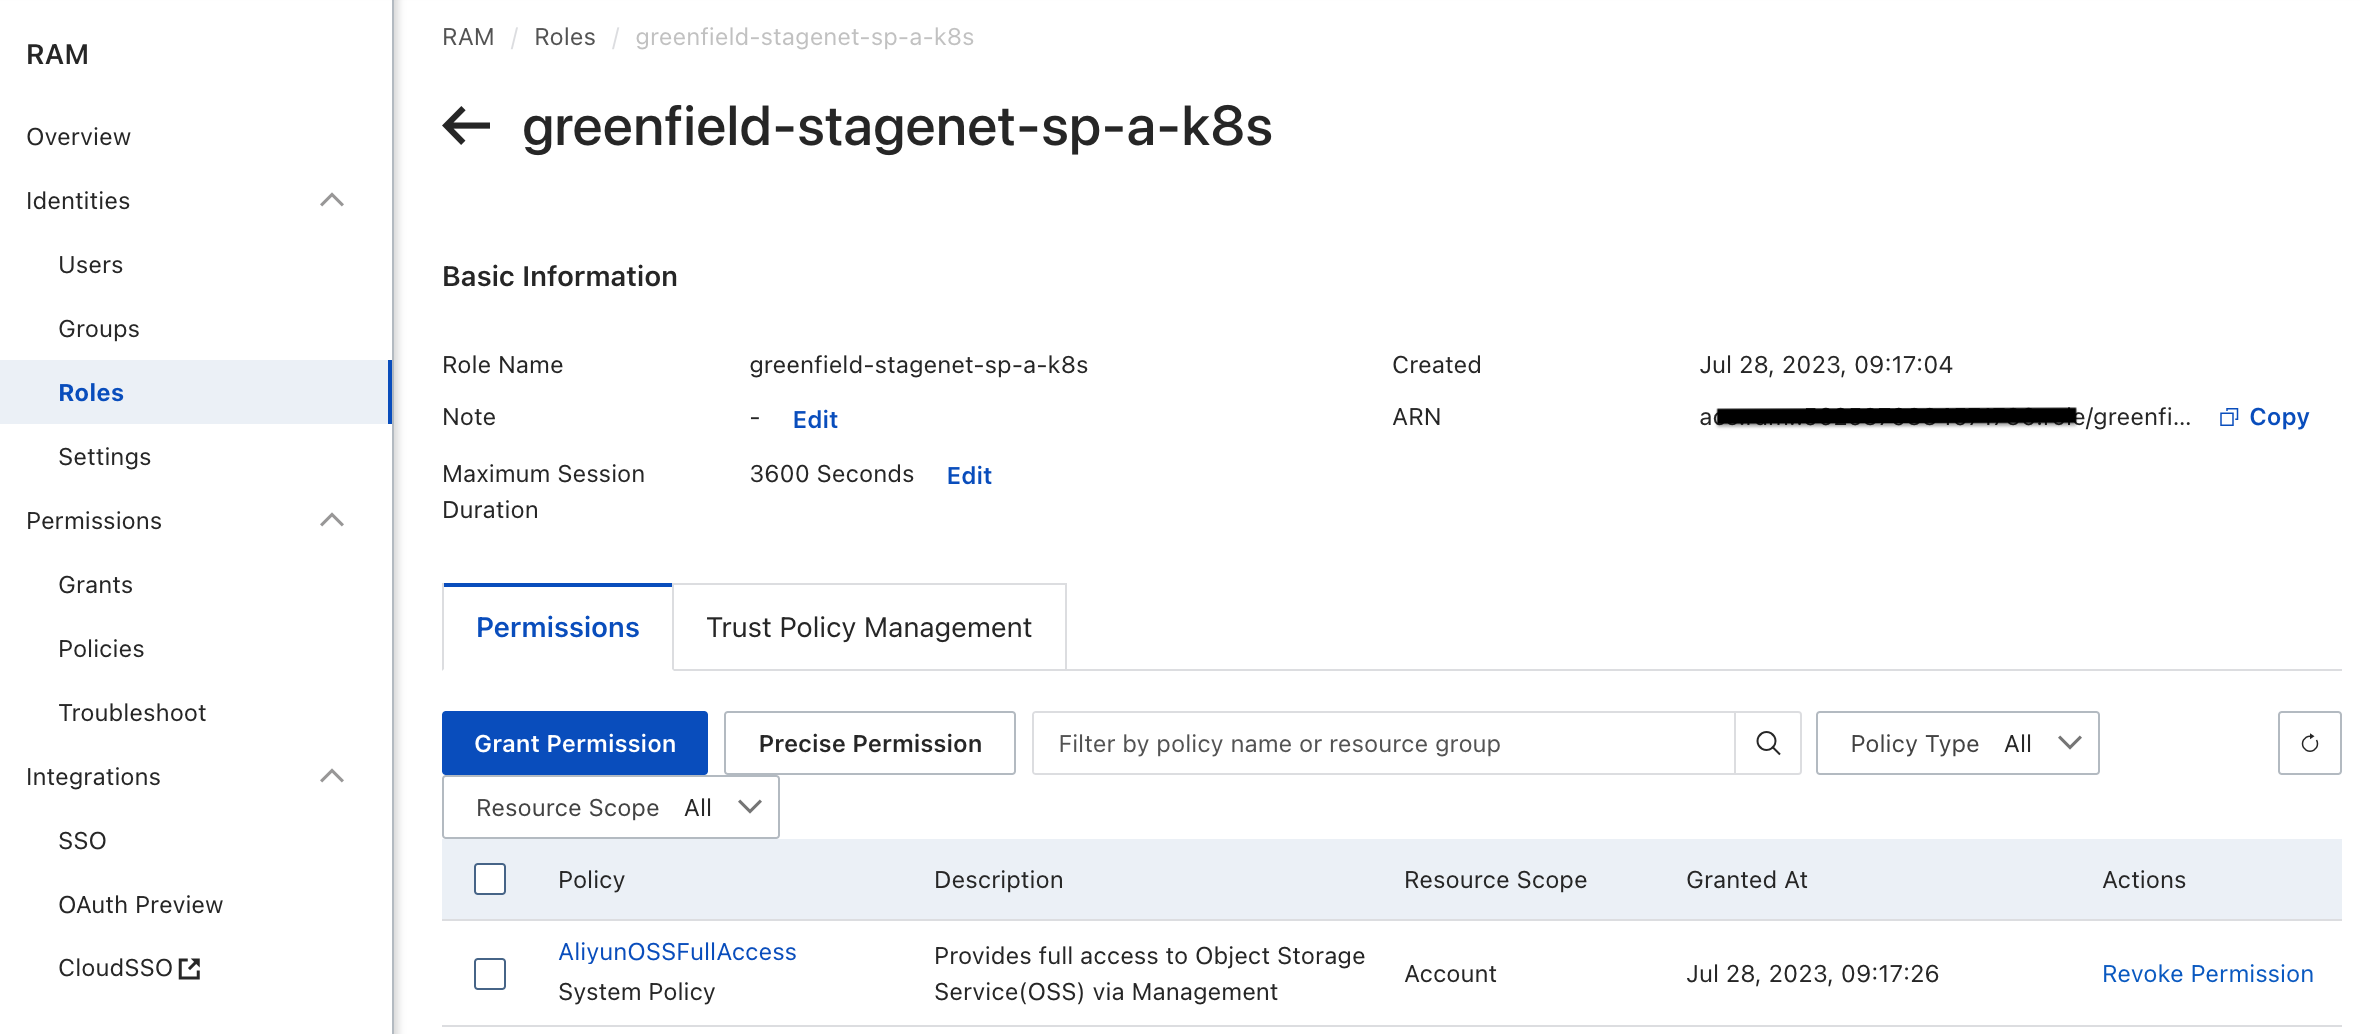 RAM
Overview
Identities
Users
Groups
Roles
Settings
Permissions
Grants
Policies
Troubleshoot
Integrations
SSO
OAuth Preview
CloudSSO
RAM / Roles / greenfield-stagenet-sp-a-k8s
greenfield-stagenet-sp-a-k8s
Basic Information
Role Name greenfield-stagenet-sp-a-k8s
Created Jul 28, 2023, 09:17:04
Note - Edit
ARN /greenfi... Copy
Maximum Session
Duration
3600 Seconds Edit
Permissions Trust Policy Management
Grant Permission Precise Permission Filter by policy name or resource group Policy Type All
Resource Scope All
Policy Description Resource Scope Granted At Actions
AliyunOSSFullAccess
System Policy
Provides full access to Object Storage
Service(OSS) via Management
Account
Jul 28, 2023, 09:17:26
Revoke Permission